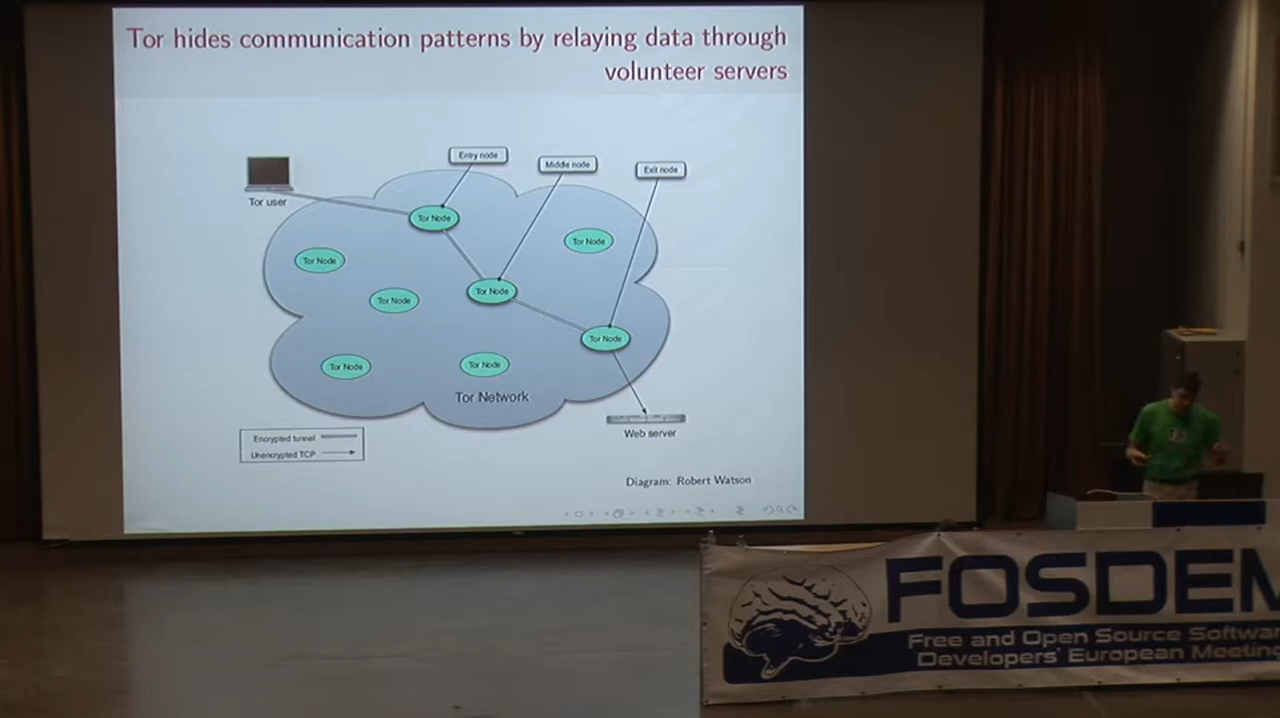 Tor hides communication patterns by relaying data through
volunteer servers
Entry node
Middle node
Exit node
Tor user
Tor Node
Tor Node
Tor Node
Tor Node
Tor Node
Tor Node
Tor Node
Tor Node
Tor Network
Web server
Encrypted tunnel
Unencrypted TCP
Diagram: Robert Watson
FOSDEM
Free and Open Source Softwar
Developers' European Meeting